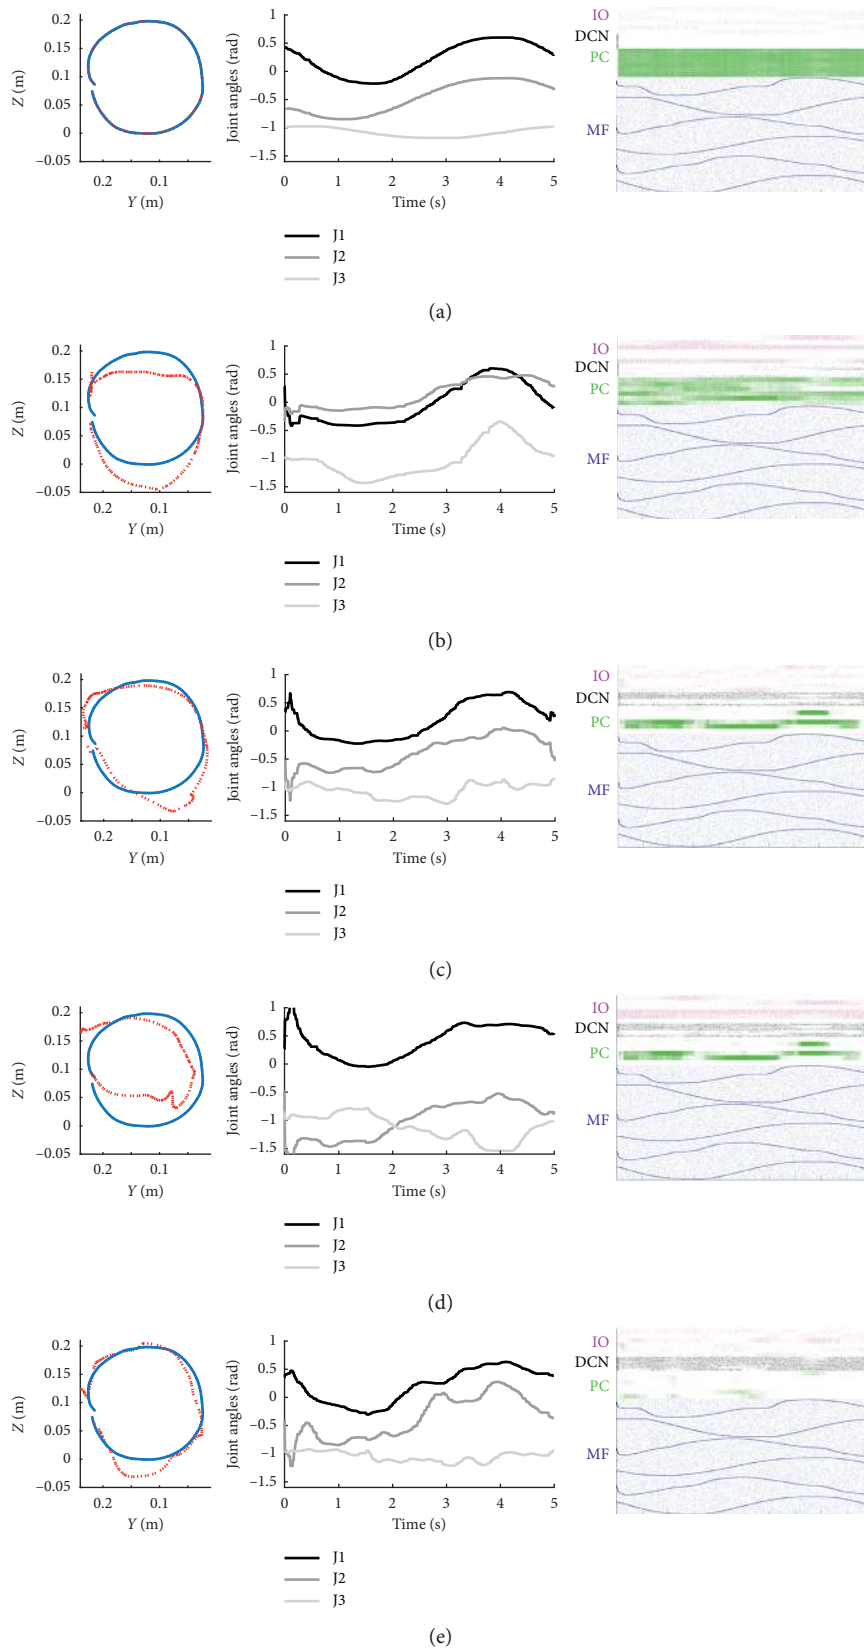 0.2
0.15
0.1
0.05
0
−0.05
Z (m)
0.2 0.1
Y (m)
1
0.5
0
−0.5
−1
−1.5
Joint angles (rad)
0 1 2 3 4 5
Time (s)
J1
J2
J3
IO
DCN
PC
MF
(a)
0.2
0.15
0.1
0.05
0
−0.05
Z (m)
0.2 0.1
Y (m)
1
0.5
0
−0.5
−1
−1.5
Joint angles (rad)
0 1 2 3 4 5
Time (s)
J1
J2
J3
IO
DCN
PC
MF
(b)
0.2
0.15
0.1
0.05
0
−0.05
Z (m)
0.2 0.1
Y (m)
1
0.5
0
−0.5
−1
−1.5
Joint angles (rad)
0 1 2 3 4 5
Time (s)
J1
J2
J3
IO
DCN
PC
MF
(c)
0.2
0.15
0.1
0.05
0
−0.05
Z (m)
0.2 0.1
Y (m)
1
0.5
0
−0.5
−1
−1.5
Joint angles (rad)
0 1 2 3 4 5
Time (s)
J1
J2
J3
IO
DCN
PC
MF
(d)
0.2
0.15
0.1
0.05
0
−0.05
Z (m)
0.2 0.1
Y (m)
1
0.5
0
−0.5
−1
−1.5
Joint angles (rad)
0 1 2 3 4 5
Time (s)
J1
J2
J3
IO
DCN
PC
MF
(e)